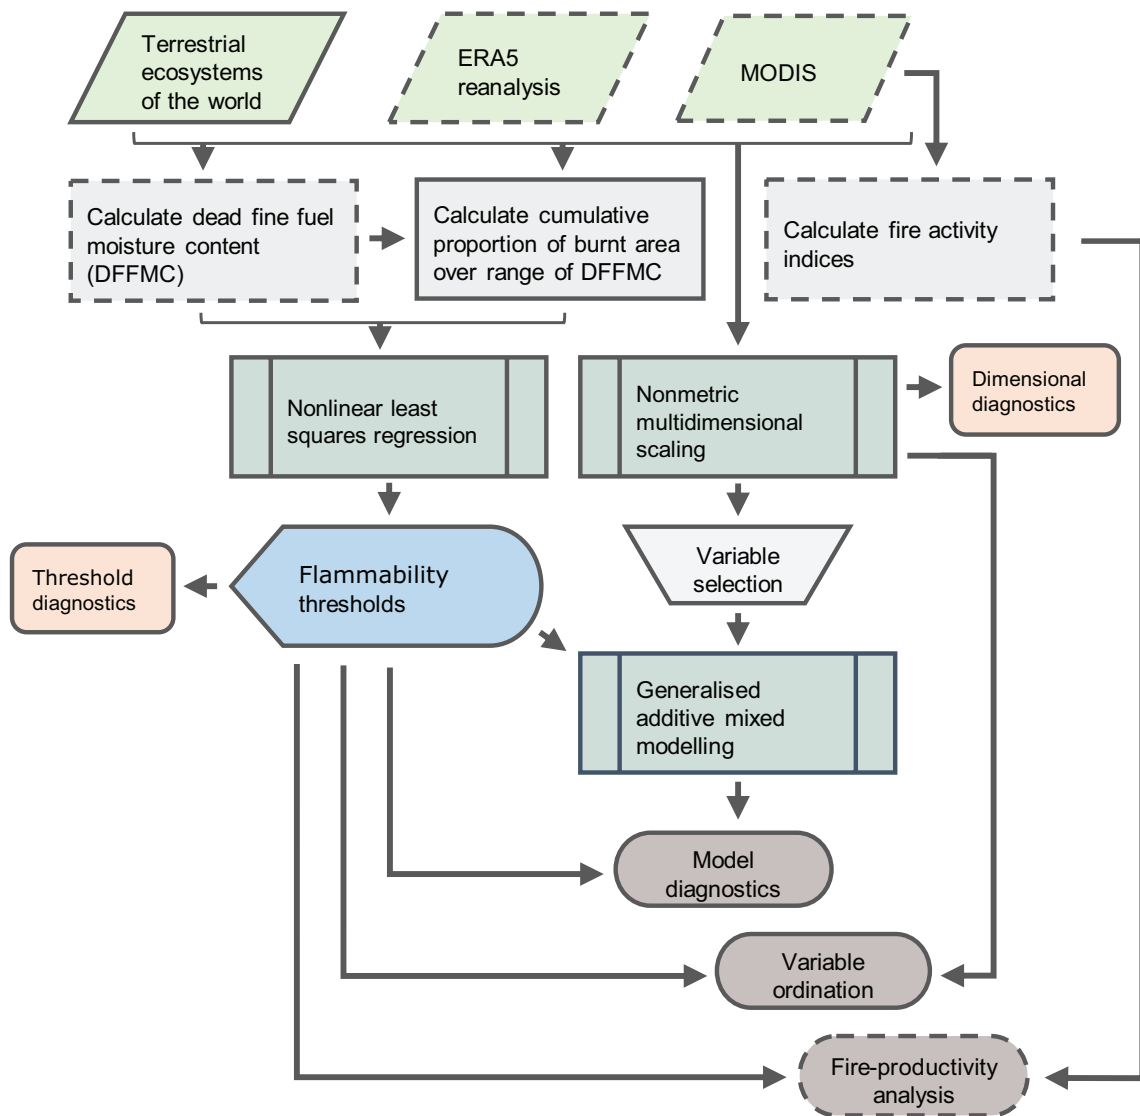 Terrestrial
ecosystems
of the world
ERA5
reanalysis
MODIS
Calculate dead fine fuel
moisture content
(DFFMC)
Calculate cumulative
proportion of burnt area
over range of DFFMC
Calculate fire activity
indices
Nonlinear least
squares regression
Nonmetric
multidimensional
scaling
Dimensional
diagnostics
Threshold
diagnostics
Flammability
thresholds
Variable
selection
Generalised
additive mixed
modelling
Model
diagnostics
Variable
ordination
Fire-productivity
analysis